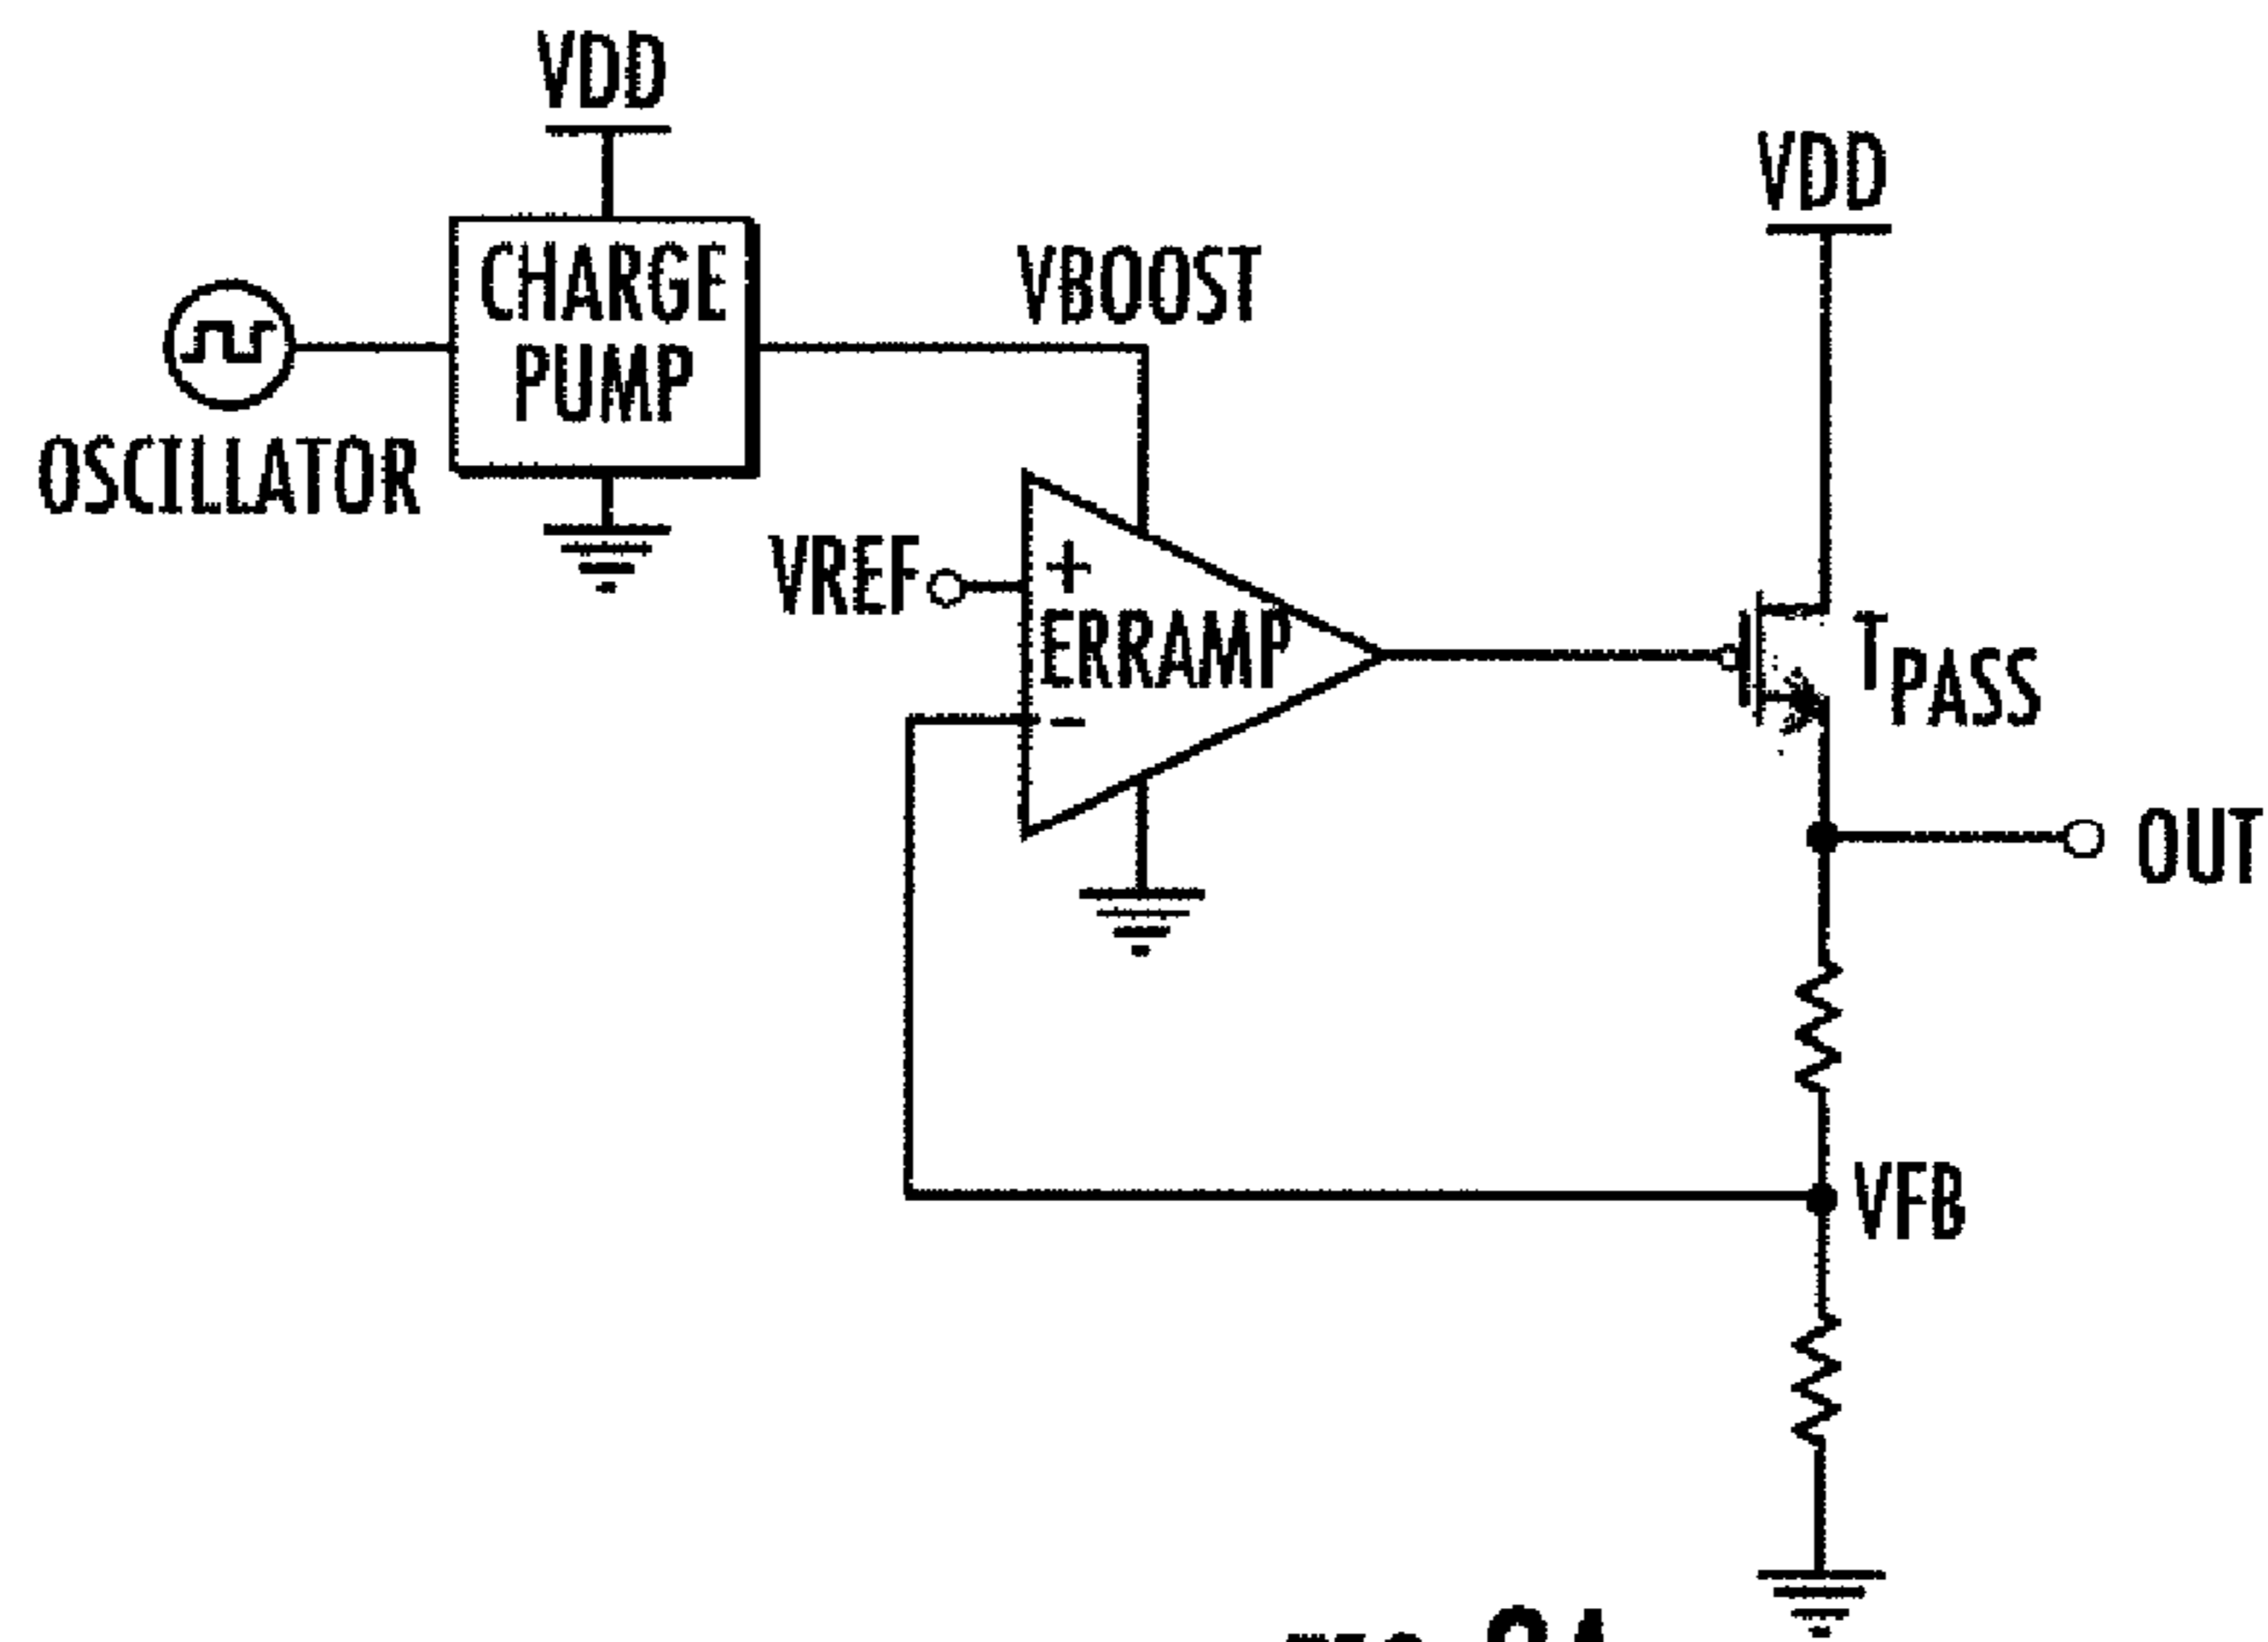 VDD
VDD
CHARGE
PUMP
VBOOST
OSCILLATOR
VREF
+
ERRAMP
-
TPASS
OUT
VFB